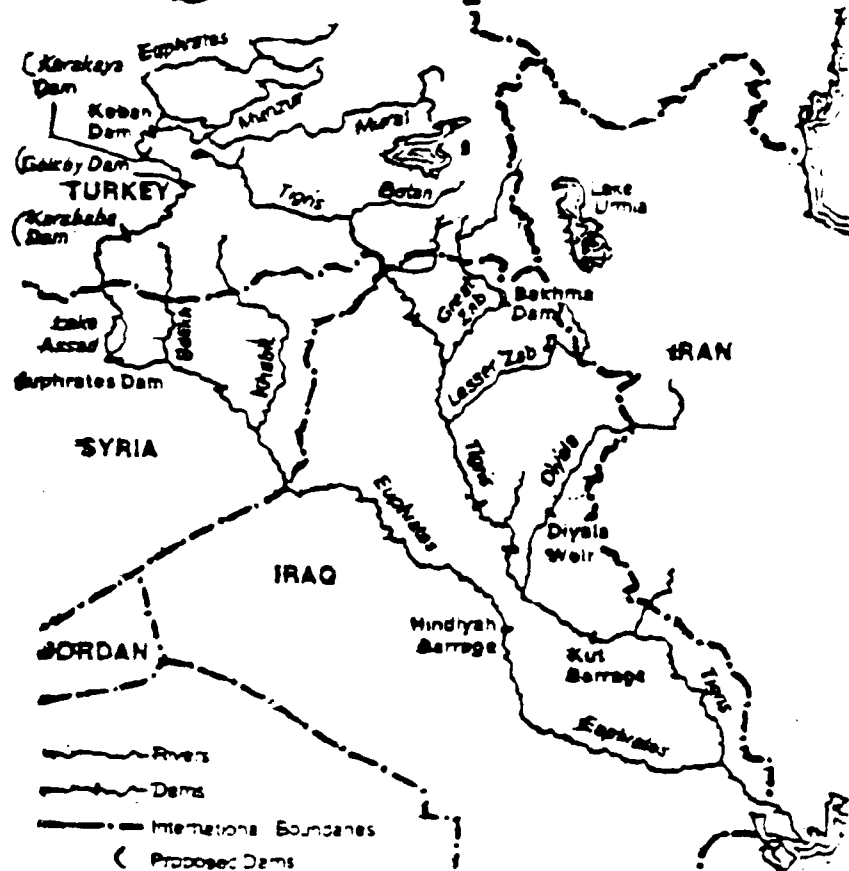 Euphrates
(Karakaya
Dam
Keban
Dam
Munzur
Murat
(Gokoy Dam
TURKEY
Tigris
Botan
Lake
Urmia
(Karababa
Dam
Great
Zab
Bakhma
Dam
Lake
Assad
Balikh
Khabit
Lesser Zab
IRAN
Euphrates Dam
SYRIA
Tigris
Diyala
Euphrates
Diyala
Weir
IRAQ
Hindiyah
Barrage
JORDAN
Kut
Barrage
Tigris
Euphrates
Rivers
Dams
International Boundaries
( Proposed Dams